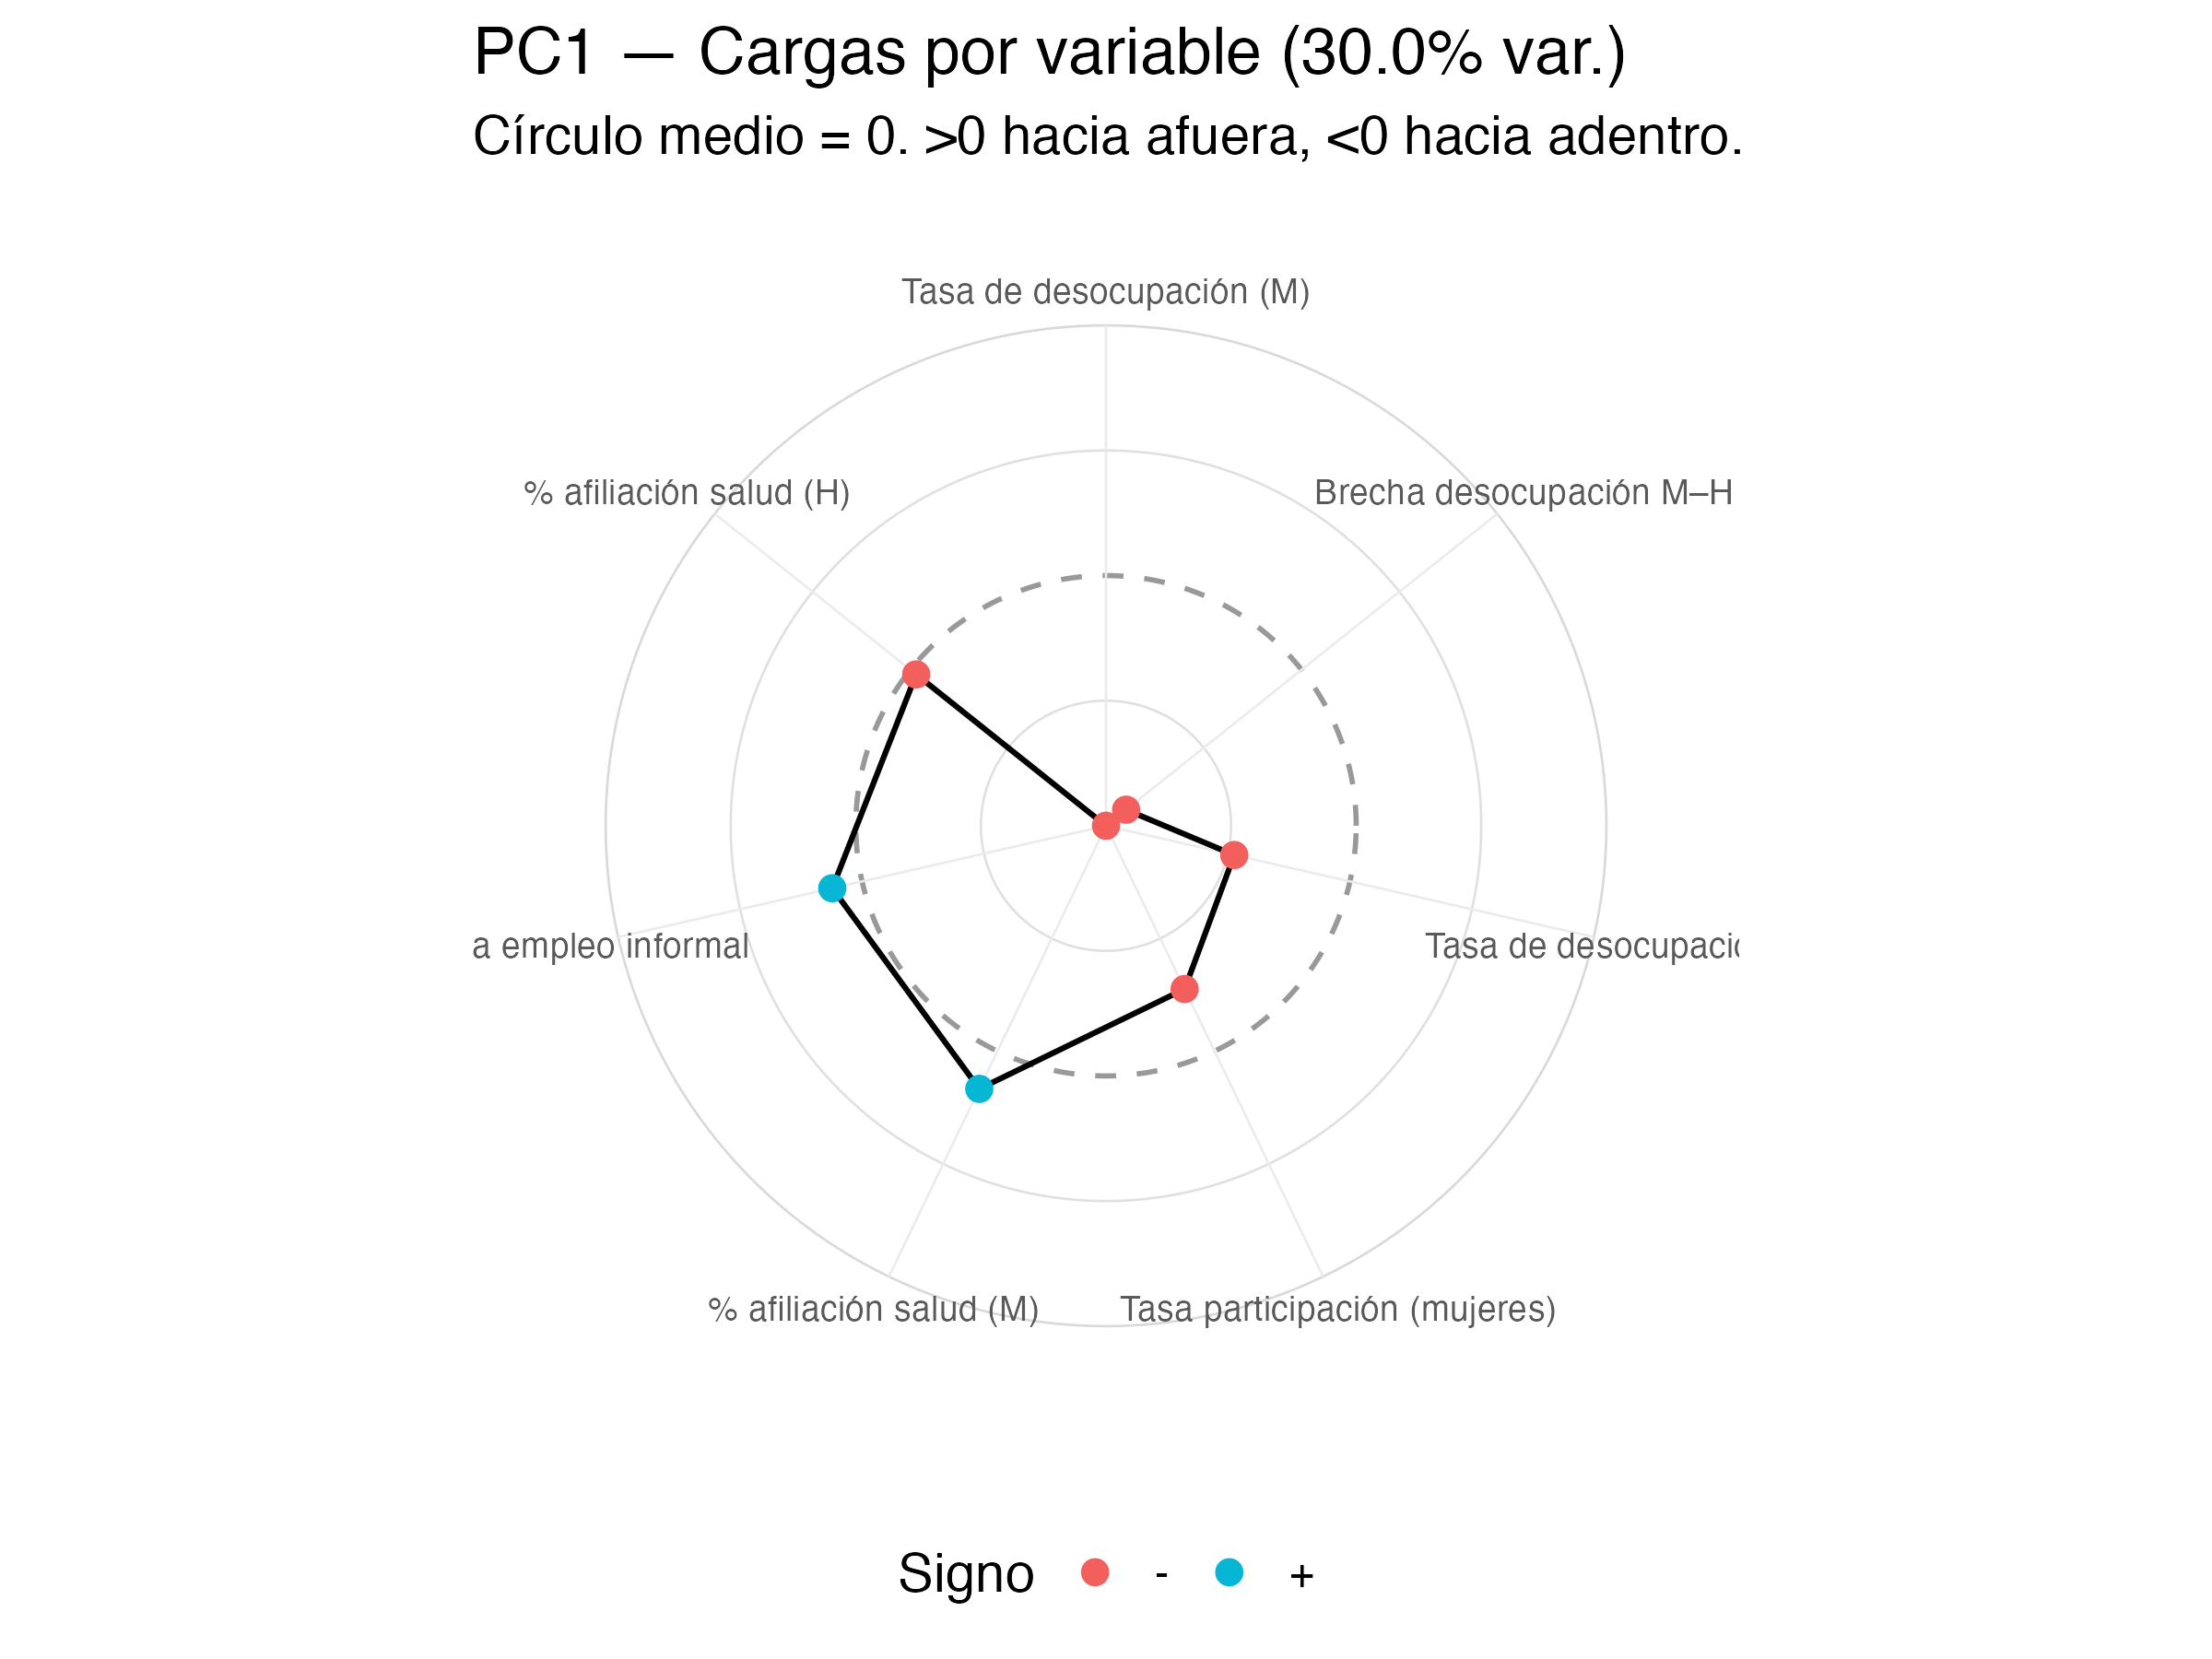 PC1 — Cargas por variable (30.0% var.)
Círculo medio = 0. >0 hacia afuera, <0 hacia adentro.
Tasa de desocupación (M)
% afiliación salud (H)
Brecha desocupación M–H
a empleo informal
Tasa de desocupació
% afiliación salud (M)
Tasa participación (mujeres)
Signo - +